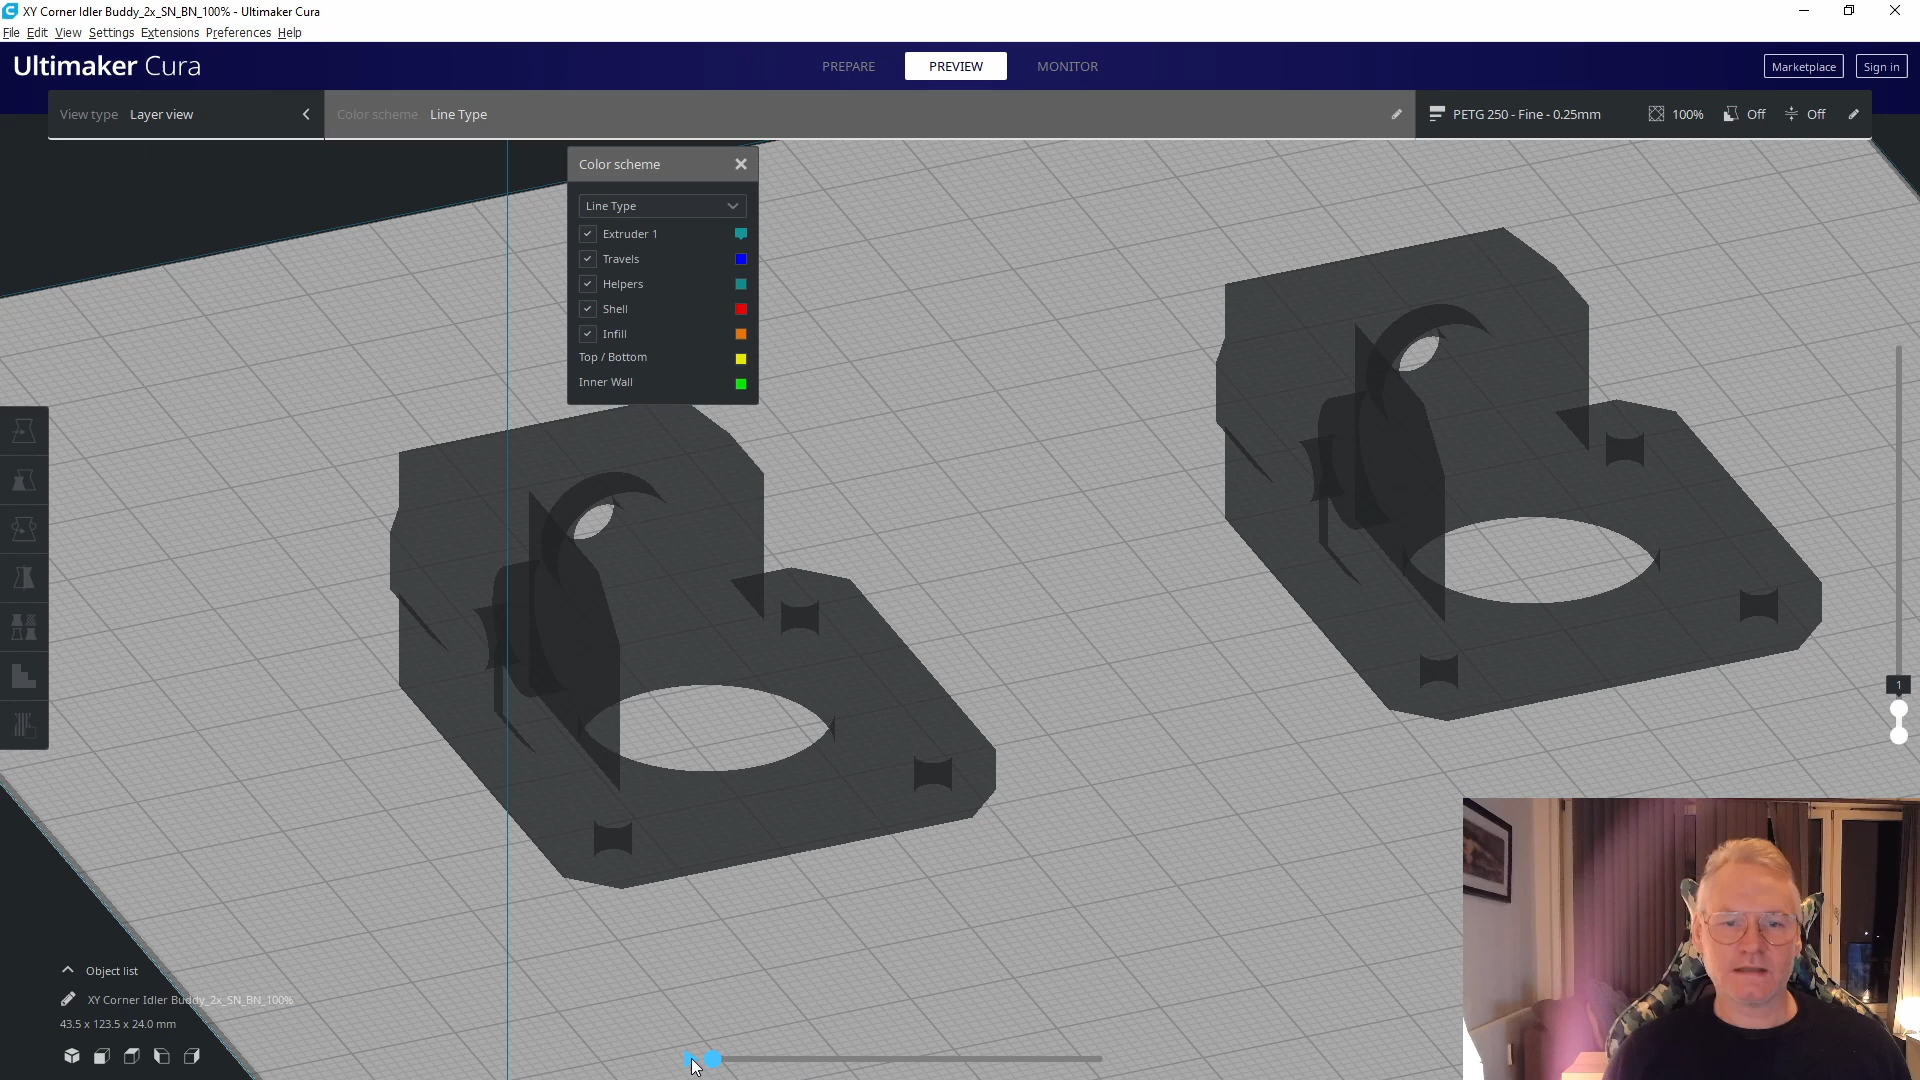 XY Corner Idler Buddy_2x_SN_BN_100% - Ultimaker Cura
File Edit View Settings Extensions Preferences Help
Ultimaker Cura
PREPARE PREVIEW MONITOR
Marketplace Sign in
View type Layer view
Color scheme Line Type
PETG 250 - Fine - 0.25mm 100% Off Off
Color scheme
Line Type
Extruder 1
Travels
Helpers
Shell
Infill
Top / Bottom
Inner Wall
1
Object list
XY Corner Idler Buddy_2x_SN_BN_100%
43.5 x 123.5 x 24.0 mm